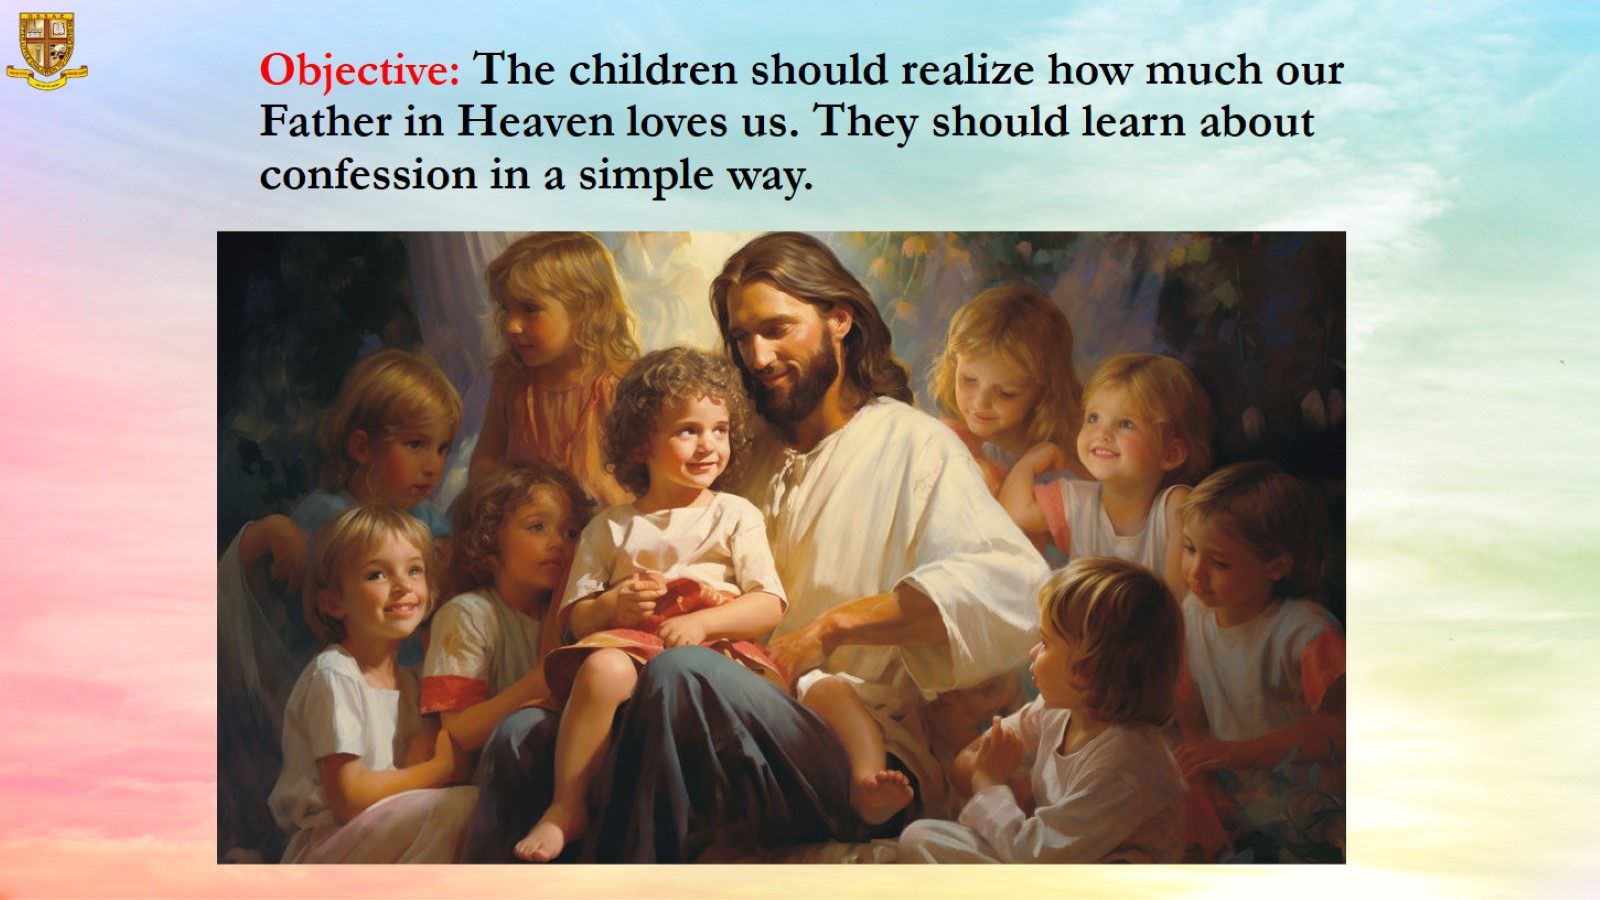 O.S.S.A.E
Objective: The children should realize how much our
Father in Heaven loves us. They should learn about
confession in a simple way.